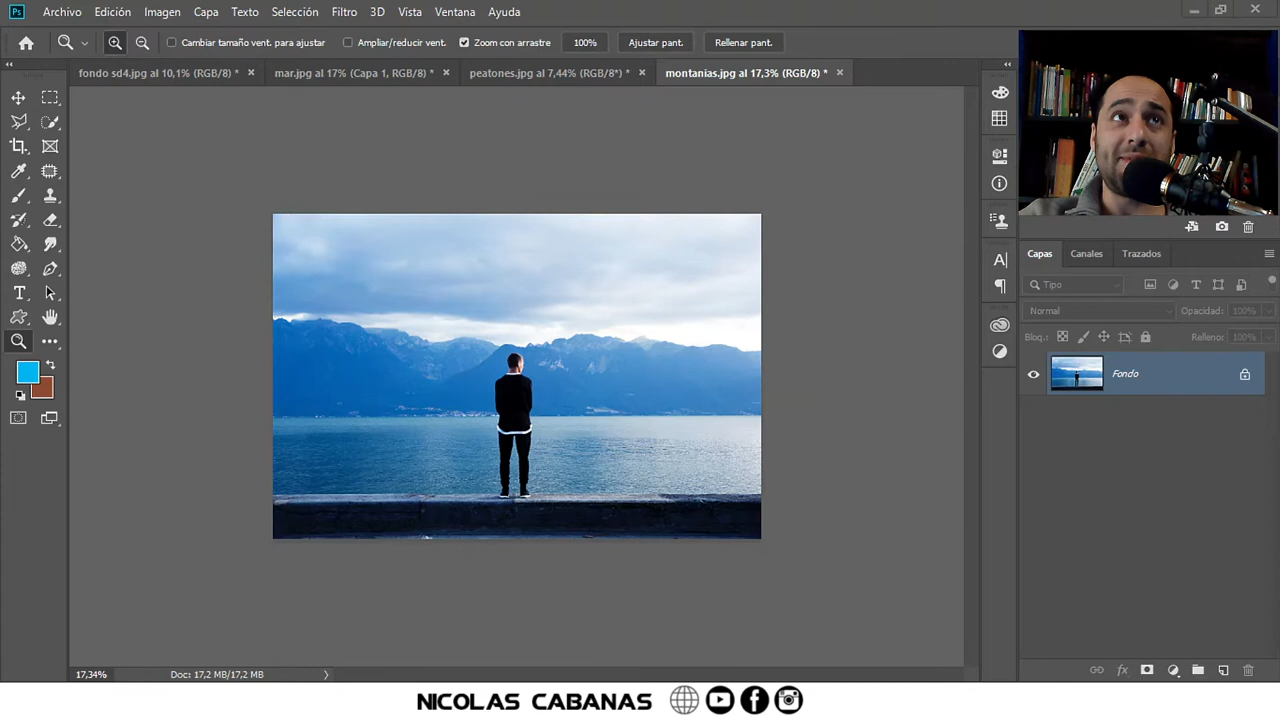 Ps Archivo Edición Imagen Capa Texto Selección Filtro 3D Vista Ventana Ayuda
Cambiar tamaño vent. para ajustar Ampliar/reducir vent. Zoom con arrastre 100% Ajustar pant. Rellenar pant.
fondo sd4.jpg al 10,1% (RGB/8) * mar.jpg al 17% (Capa 1, RGB/8) * peatones.jpg al 7,44% (RGB/8*) * montanias.jpg al 17,3% (RGB/8) *
Capas Canales Trazados
Tipo
Normal Opacidad: 100%
Bloq.: Relleno: 100%
Fondo
17,34% Doc: 17,2 MB/17,2 MB
NICOLAS CABANAS